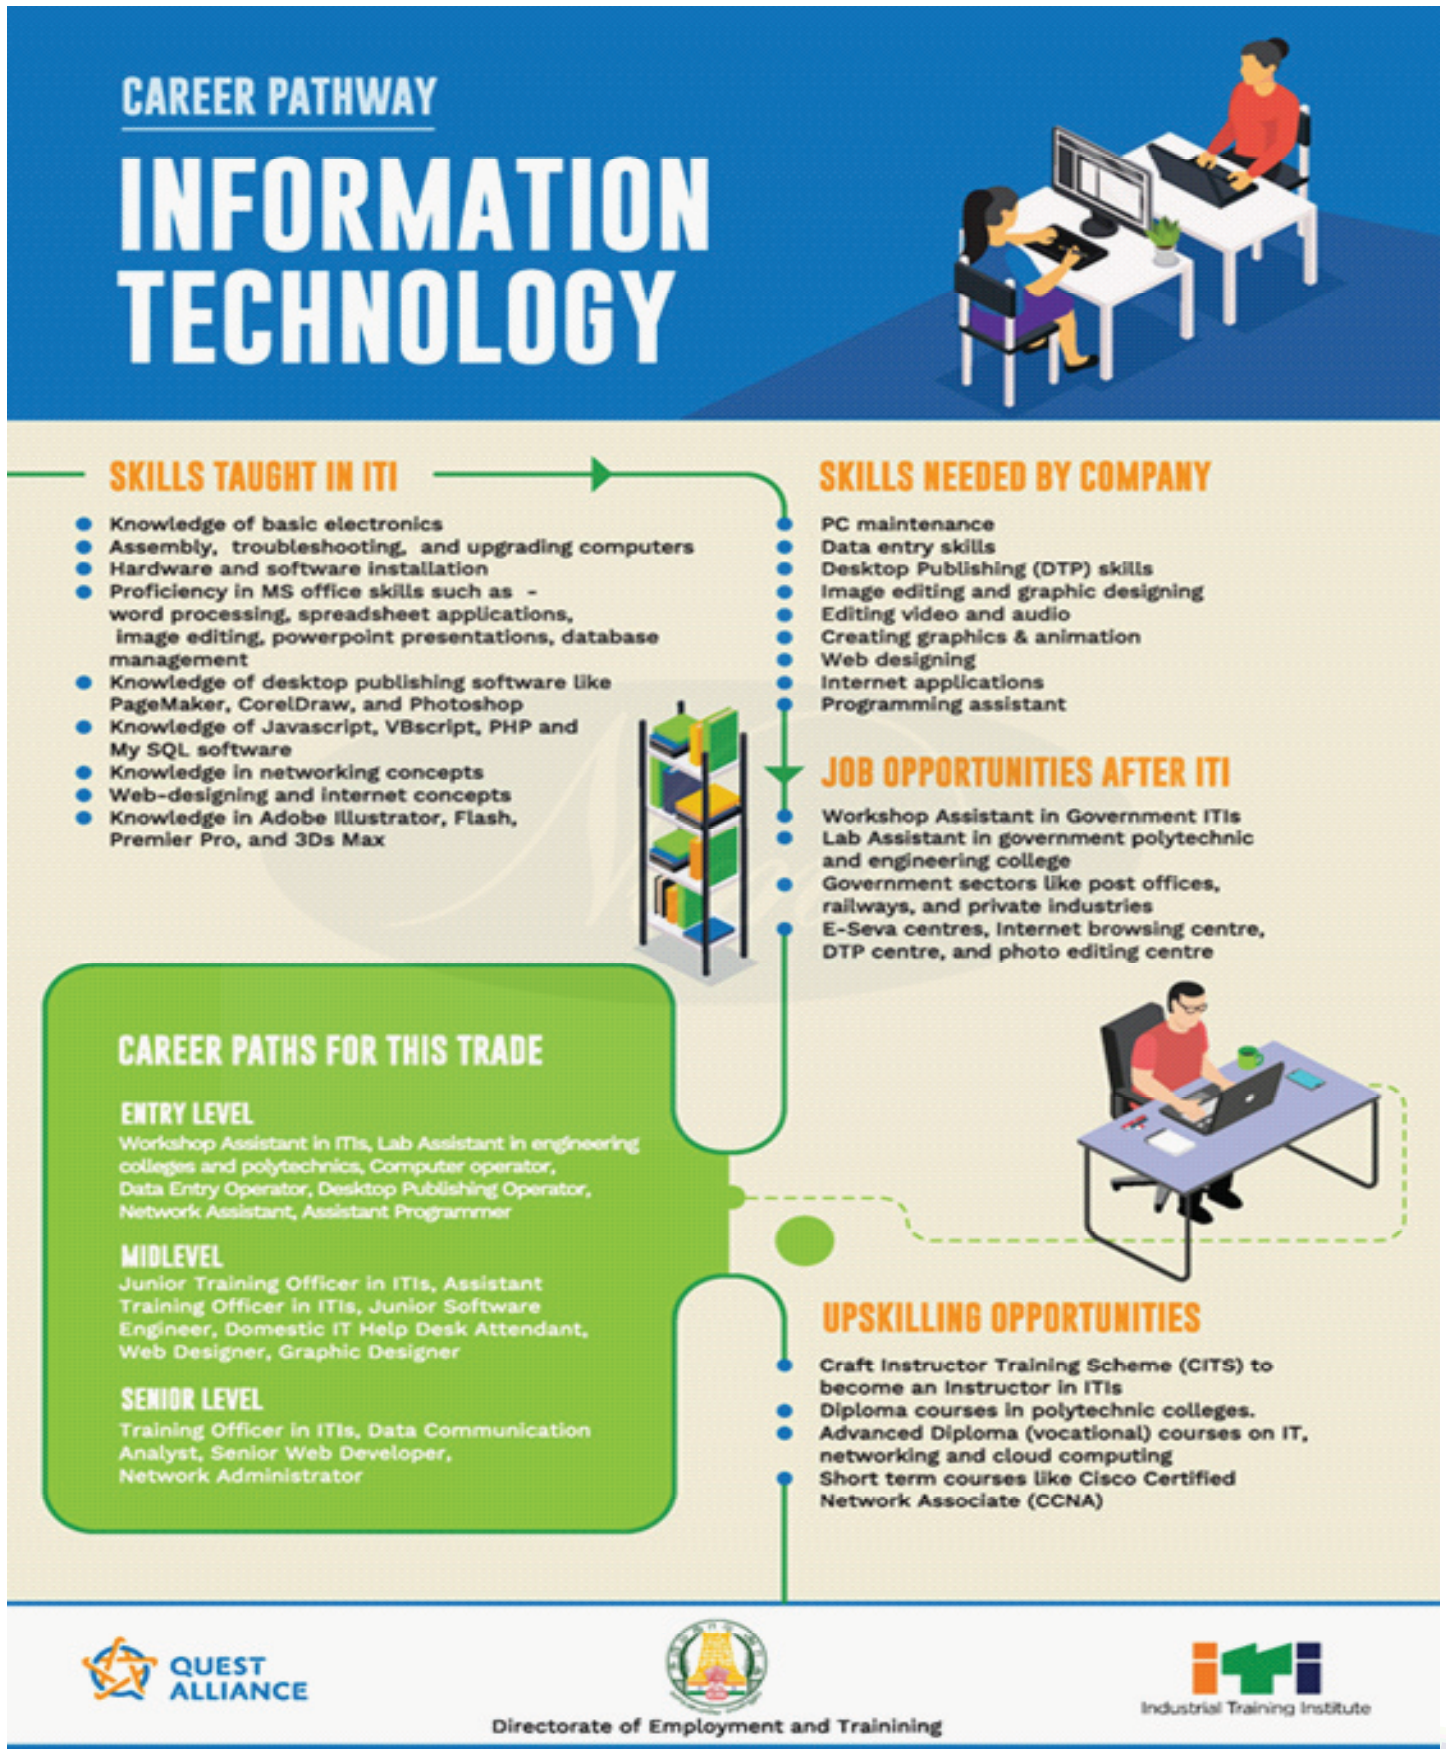 CAREER PATHWAY
INFORMATION
TECHNOLOGY
SKILLS TAUGHT IN ITI
Knowledge of basic electronics
Assembly, troubleshooting, and upgrading computers
Hardware and software installation
Proficiency in MS office skills such as -
word processing, spreadsheet applications,
image editing, powerpoint presentations, database
management
Knowledge of desktop publishing software like
PageMaker, CorelDraw, and Photoshop
Knowledge of Javascript, VBscript, PHP and
My SQL software
Knowledge in networking concepts
Web-designing and internet concepts
Knowledge in Adobe Illustrator, Flash,
Premier Pro, and 3Ds Max
SKILLS NEEDED BY COMPANY
PC maintenance
Data entry skills
Desktop Publishing (DTP) skills
Image editing and graphic designing
Editing video and audio
Creating graphics & animation
Web designing
Internet applications
Programming assistant
JOB OPPORTUNITIES AFTER ITI
Workshop Assistant in Government ITIs
Lab Assistant in government polytechnic
and engineering college
Government sectors like post offices,
railways, and private industries
E-Seva centres, Internet browsing centre,
DTP centre, and photo editing centre
CAREER PATHS FOR THIS TRADE
ENTRY LEVEL
Workshop Assistant in ITIs, Lab Assistant in engineering
colleges and polytechnics, Computer operator,
Data Entry Operator, Desktop Publishing Operator,
Network Assistant, Assistant Programmer
MIDLEVEL
Junior Training Officer in ITIs, Assistant
Training Officer in ITIs, Junior Software
Engineer, Domestic IT Help Desk Attendant,
Web Designer, Graphic Designer
SENIOR LEVEL
Training Officer in ITIs, Data Communication
Analyst, Senior Web Developer,
Network Administrator
UPSKILLING OPPORTUNITIES
Craft Instructor Training Scheme (CITS) to
become an Instructor in ITIs
Diploma courses in polytechnic colleges.
Advanced Diploma (vocational) courses on IT,
networking and cloud computing
Short term courses like Cisco Certified
Network Associate (CCNA)
QUEST
ALLIANCE
Directorate of Employment and Trainining
iTi
Industrial Training Institute